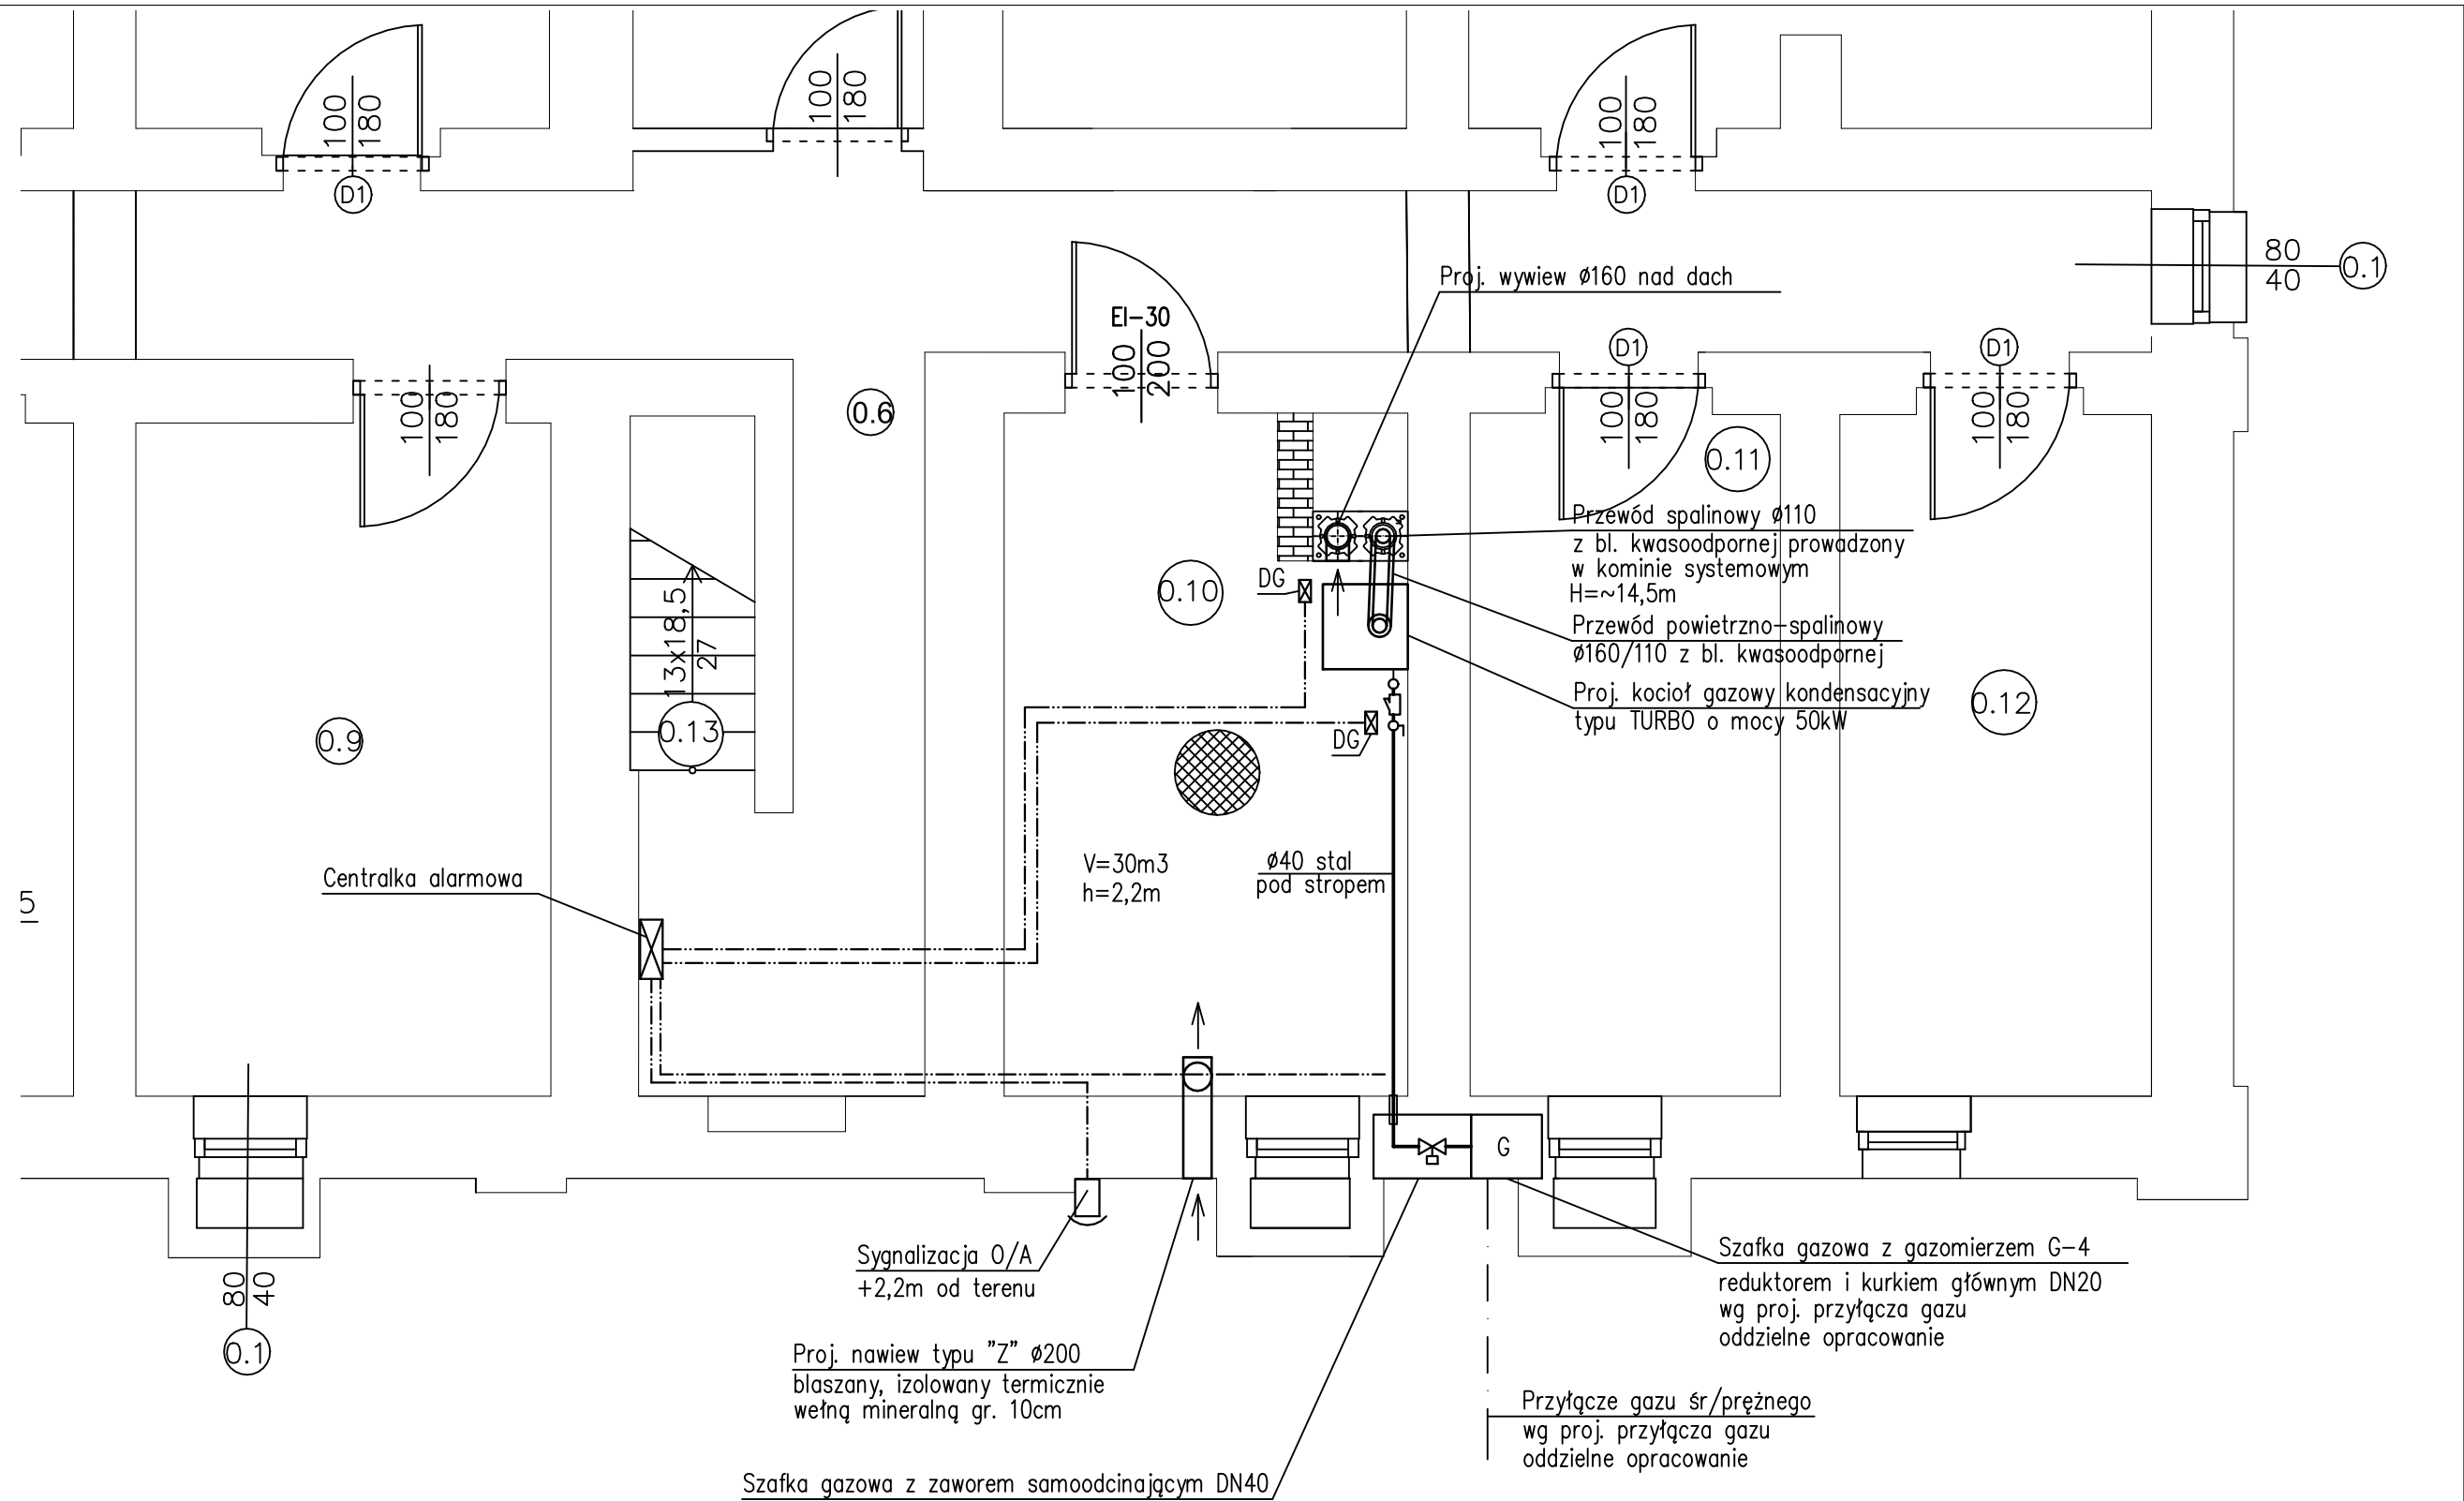 100
180
D1
100
180
100
180
D1
80
40
0.1
Proj. wywiew ø160 nad dach
EI-30
100
200
D1
D1
100
180
0.6
100
180
0.11
100
180
Przewód spalinowy ø110
z bl. kwasoodpornej prowadzony
w kominie systemowym
H=~14,5m
DG
0.10
13x18,5
27
Przewód powietrzno-spalinowy
ø160/110 z bl. kwasoodpornej
Proj. kocioł gazowy kondensacyjny
typu TURBO o mocy 50kW
0.12
0.9
0.13
DG
V=30m3
h=2,2m
ø40 stal
pod stropem
Centralka alarmowa
5
G
Sygnalizacja O/A
+2,2m od terenu
Szafka gazowa z gazomierzem G-4
reduktorem i kurkiem głównym DN20
wg proj. przyłącza gazu
oddzielne opracowanie
80
40
0.1
Proj. nawiew typu "Z" ø200
blaszany, izolowany termicznie
wełną mineralną gr. 10cm
Przyłącze gazu śr/prężnego
wg proj. przyłącza gazu
oddzielne opracowanie
Szafka gazowa z zaworem samoodcinającym DN40